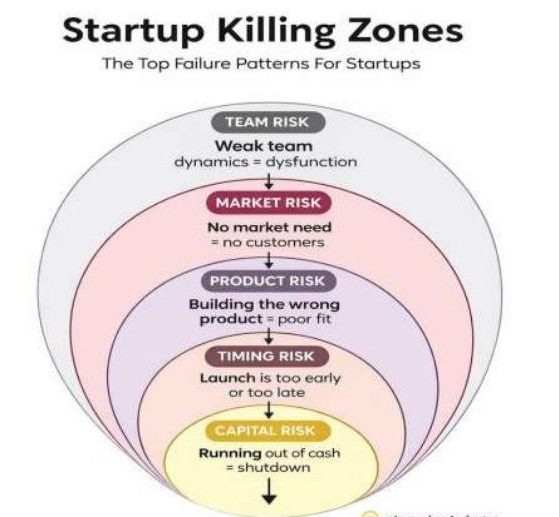 Startup Killing Zones
The Top Failure Patterns For Startups
TEAM RISK
Weak team
dynamics = dysfunction
MARKET RISK
No market need
= no customers
PRODUCT RISK
Building the wrong
product = poor fit
TIMING RISK
Launch is too early
or too late
CAPITAL RISK
Running out of cash
= shutdown